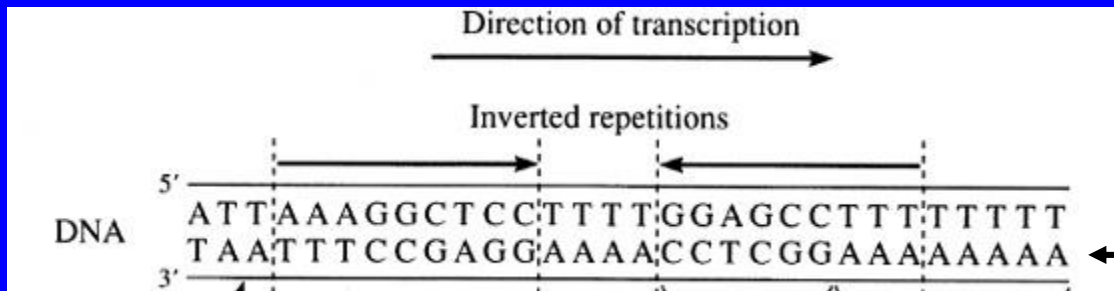 Direction of transcription
Inverted repetitions
5′
DNA
ATTAAAGGCTCCTTTTGGAGCCTTTTTTTT
TAATTTCCGAGGAAAACCTCGGAAAAAAAA
3′